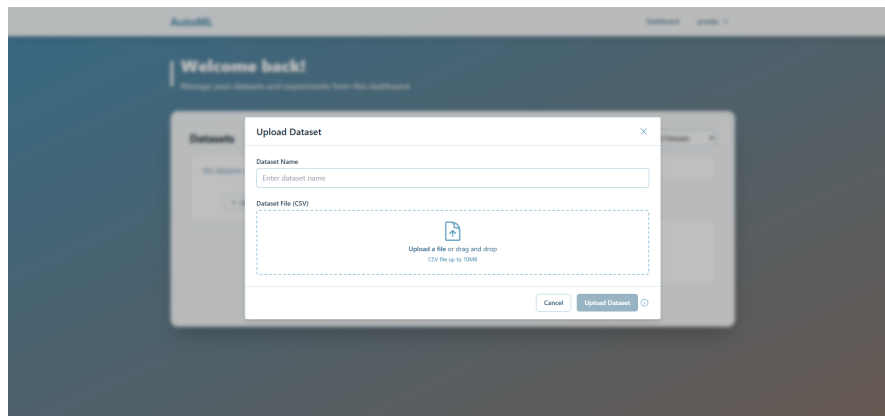 AutoML
Dashboard
Welcome back!
Manage your datasets and experiments from this dashboard
Datasets
Upload Dataset
Dataset Name
Enter dataset name
Dataset File (CSV)
Upload a file or drag and drop
CSV file up to 10MB
Cancel
Upload Dataset